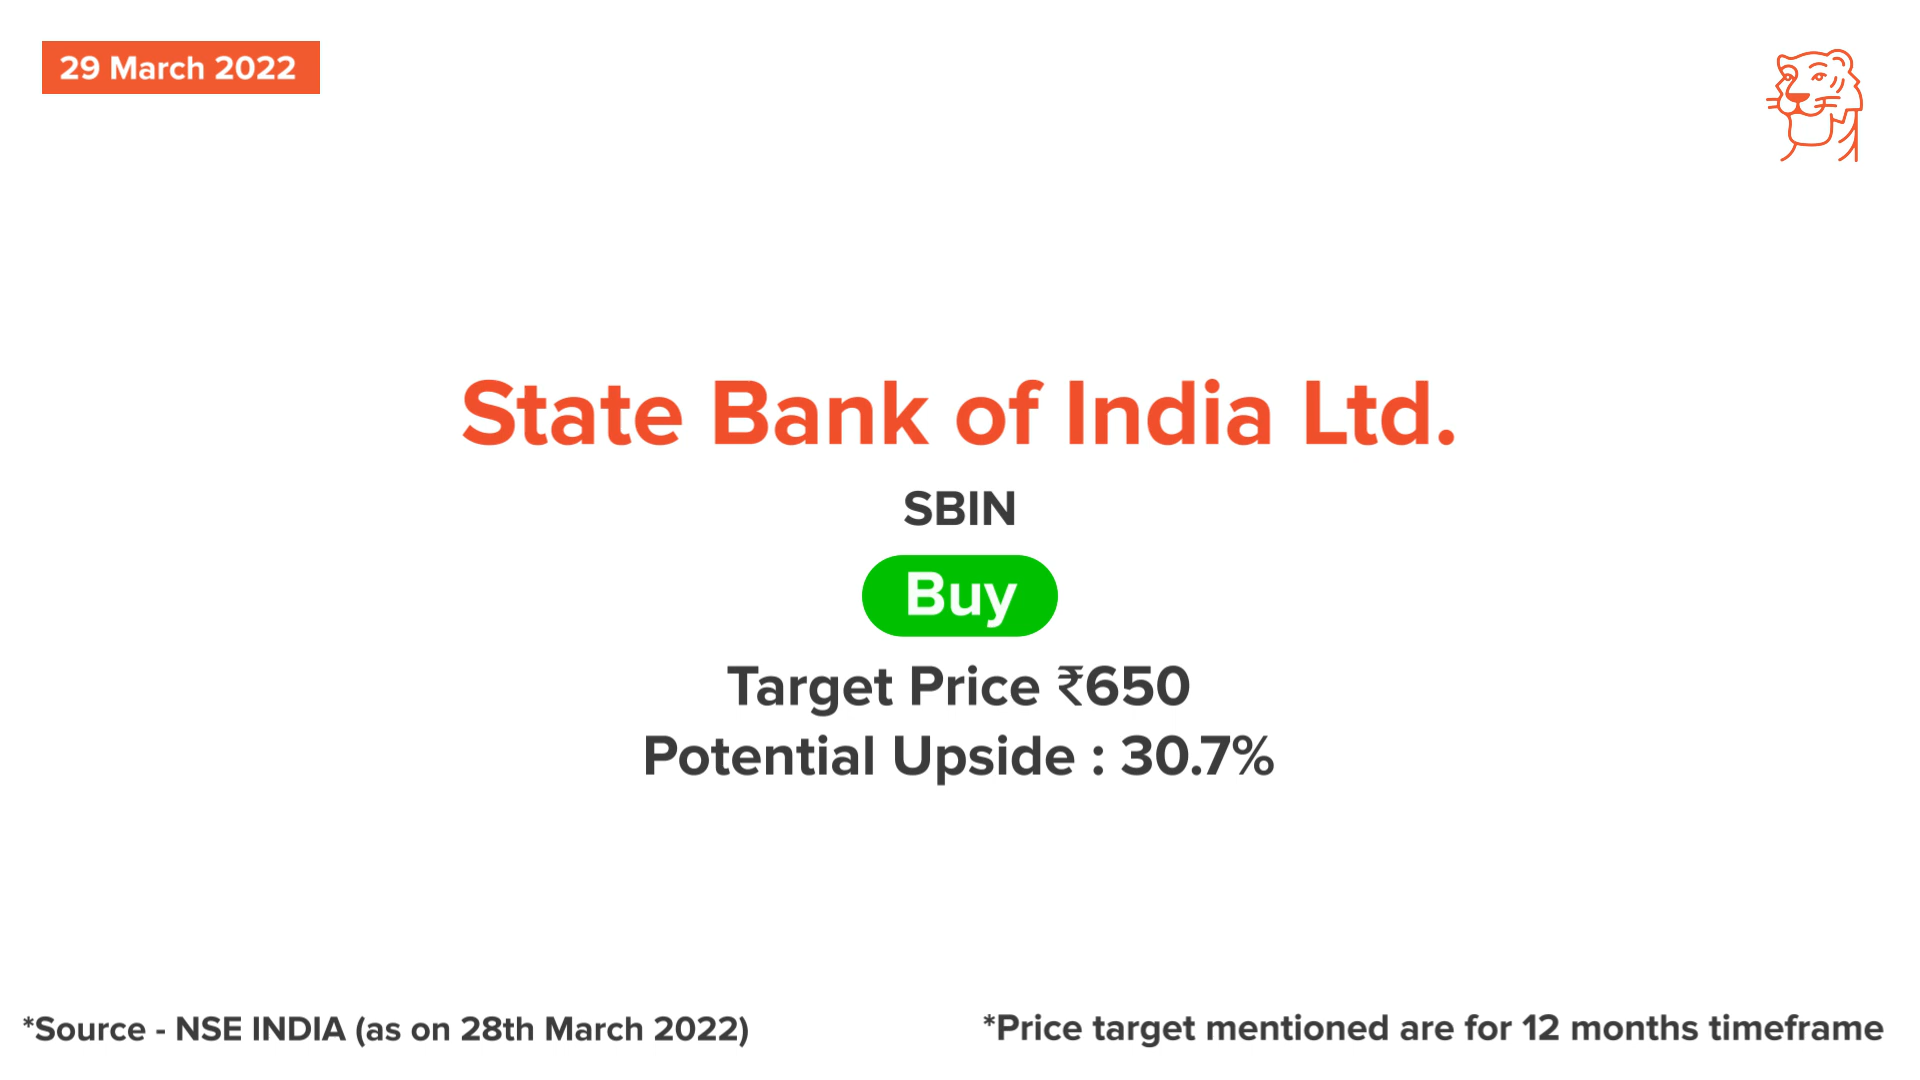 29 March 2022
State Bank of India Ltd.
SBIN
Buy
Target Price ₹650
Potential Upside : 30.7%
*Source - NSE INDIA (as on 28th March 2022)
*Price target mentioned are for 12 months timeframe